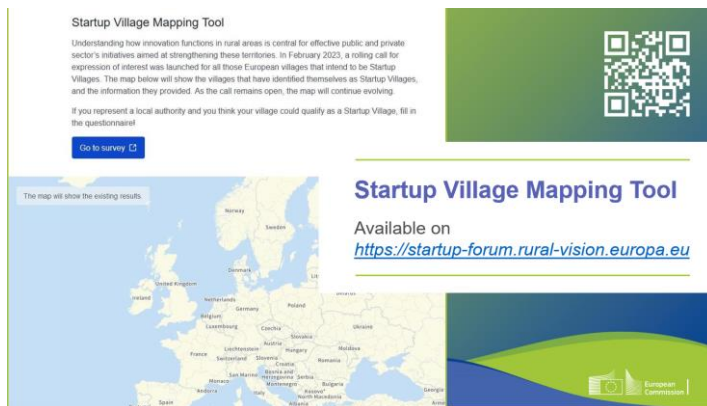 Startup Village Mapping Tool
Understanding how innovation functions in rural areas is central for effective public and private
sector's initiatives aimed at strengthening these territories. In February 2023, a rolling call for
expression of interest was launched for all those European villages that intend to be Startup
Villages. The map below will show the villages that have identified themselves as Startup Villages,
and the information they provided. As the call remains open, the map will continue evolving.
If you represent a local authority and you think your village could qualify as a Startup Village, fill in
the questionnaire!
Go to survey
The map will show the existing results.
Norway
Sweden
Denmark
Lit
United Kingdom
Ireland
Netherlands
Poland
Germany
Belgium
Luxembourg
Czechia
Ukraine
Slovakia
Austria
Liechtenstein
Hungary
Moldova
France
Switzerland
Slovenia
Romania
Croatia
San Marino
Bosnia and
Herzegovina
Serbia
Monaco
Montenegro
Bulgaria
Andorra
Italy
Kosovo*
Georgia
North Macedonia
Spain
Albania
Startup Village Mapping Tool
Available on
https://startup-forum.rural-vision.europa.eu
European
Commission